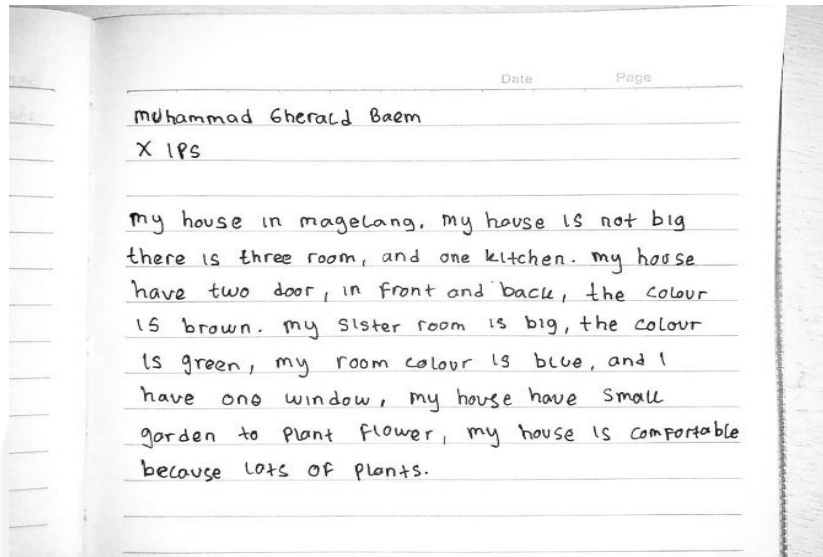 Date Page
muhammad Gherald Baem
X IPS
my house in magelang. my house is not big
there is three room, and one kitchen. my house
have two door, in front and back, the colour
is brown. my sister room is big, the colour
is green, my room colour is blue, and I
have one window, my house have small
garden to plant flower, my house is comfortable
because lots of plants.